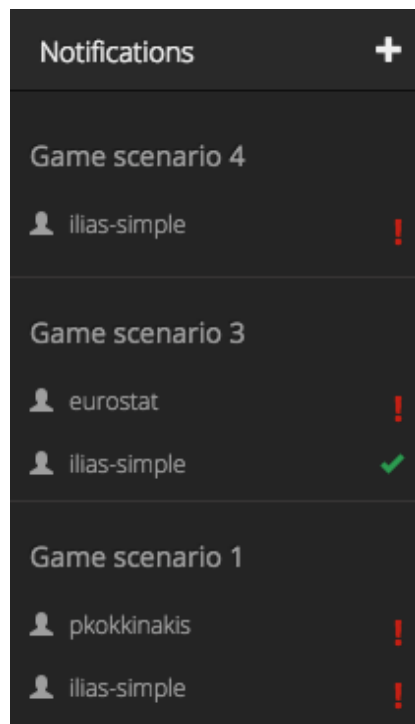 Notifications
Game scenario 4
ilias-simple
Game scenario 3
eurostat
ilias-simple
Game scenario 1
pkokkinakis
ilias-simple